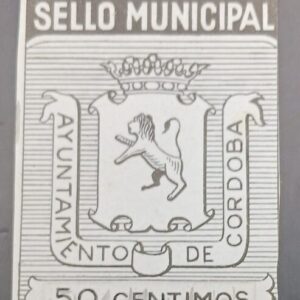 SELLO MUNICIPAL
AYUNTAMIENTO DE CORDOBA
50 CENTIMOS